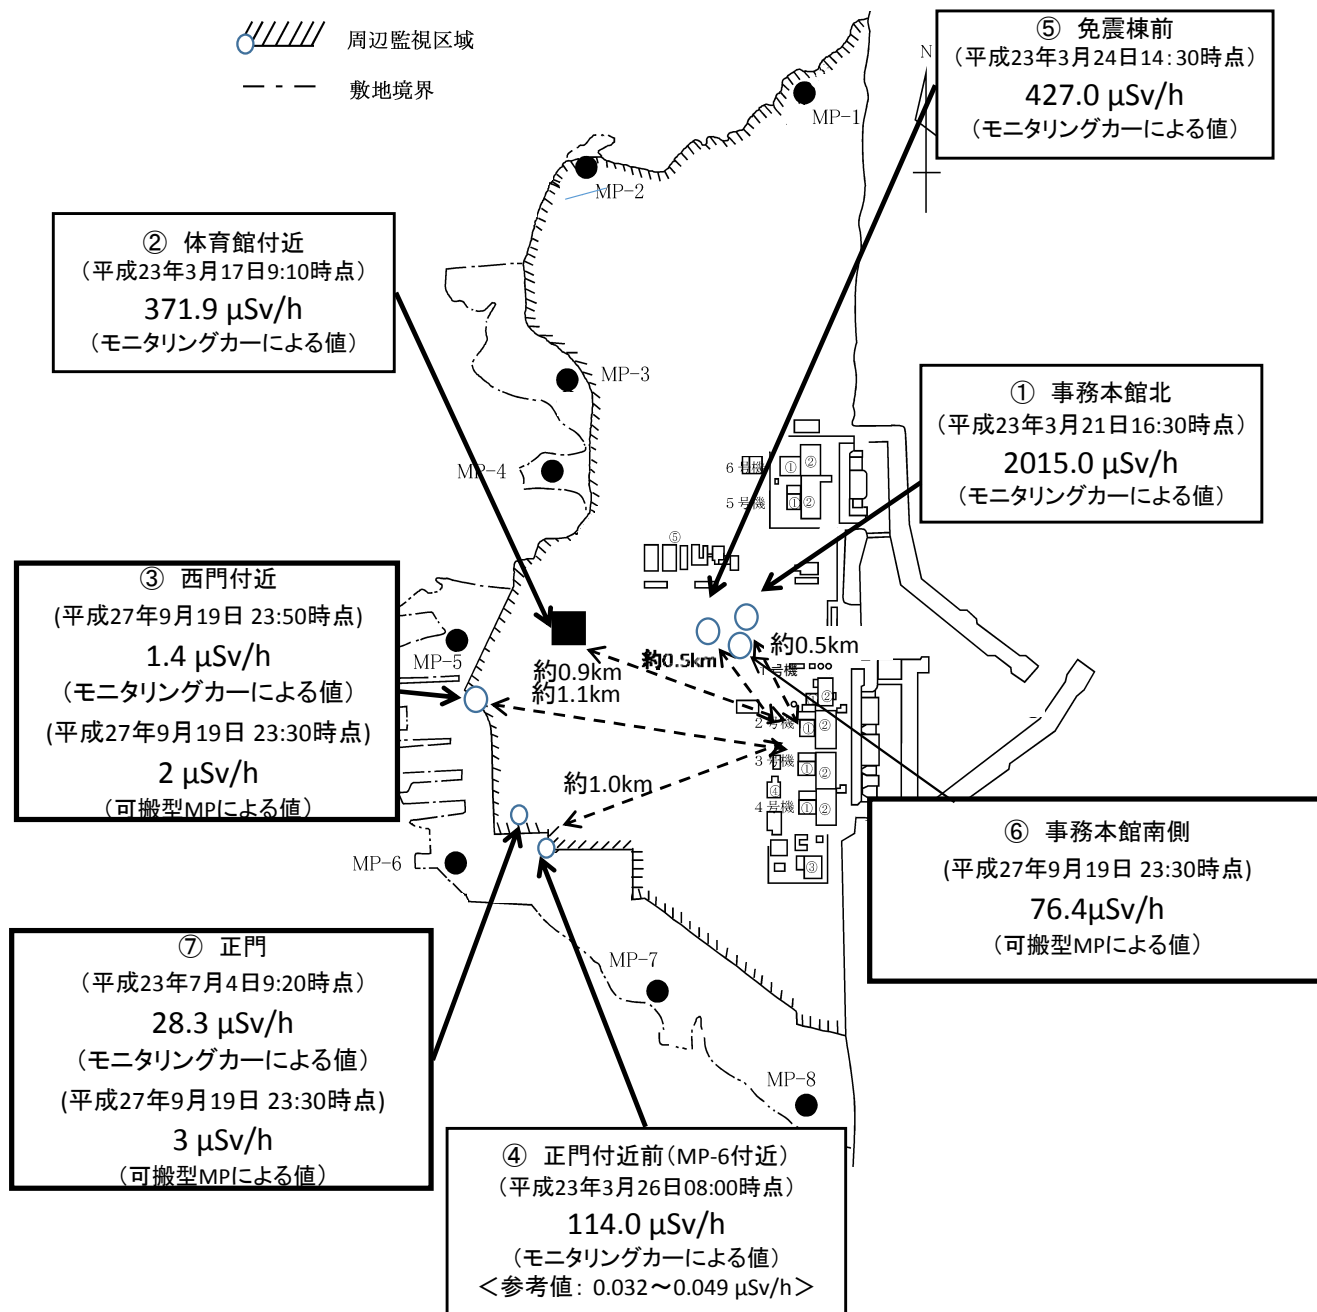 周辺監視区域
敷地境界
N
MP-1
MP-2
MP-3
MP-4
MP-5
MP-6
MP-7
MP-8
⑤ 免震棟前
(平成23年3月24日14:30時点)
427.0 μSv/h
(モニタリングカーによる値)
② 体育館付近
(平成23年3月17日9:10時点)
371.9 μSv/h
(モニタリングカーによる値)
① 事務本館北
(平成23年3月21日16:30時点)
2015.0 μSv/h
(モニタリングカーによる値)
③ 西門付近
(平成27年9月19日 23:50時点)
1.4 μSv/h
(モニタリングカーによる値)
(平成27年9月19日 23:30時点)
2 μSv/h
(可搬型MPによる値)
6号機
① ②
5号機
① ②
⑤
約0.5km
約0.5km
約0.9km
約1.1km
約1.0km
1号機
②
2号機
① ②
3号機
① ②
④
4号機
① ②
③
⑥ 事務本館南側
(平成27年9月19日 23:30時点)
76.4μSv/h
(可搬型MPによる値)
⑦ 正門
(平成23年7月4日9:20時点)
28.3 μSv/h
(モニタリングカーによる値)
(平成27年9月19日 23:30時点)
3 μSv/h
(可搬型MPによる値)
④ 正門付近前(MP-6付近)
(平成23年3月26日08:00時点)
114.0 μSv/h
(モニタリングカーによる値)
<参考値: 0.032～0.049 μSv/h>